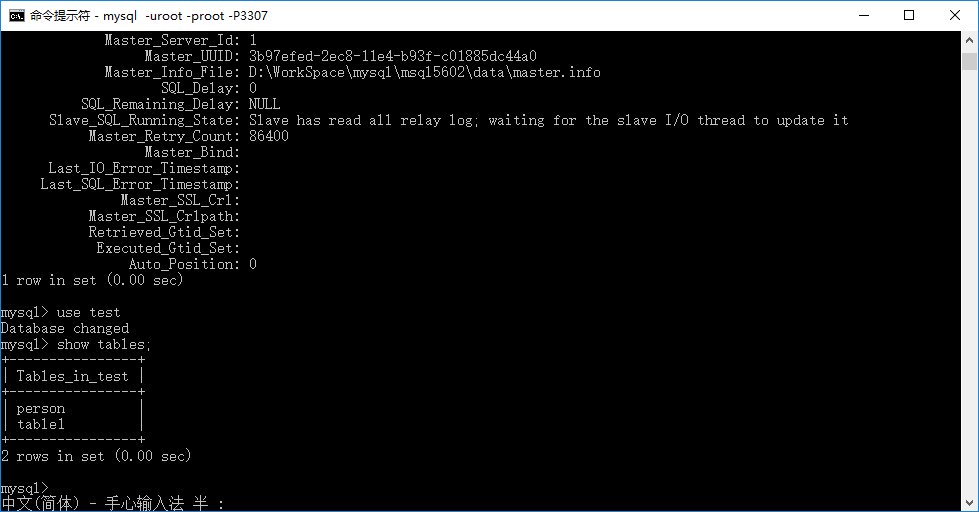 命令提示符 - mysql  -uroot -proot -P3307
Master_Server_Id: 1
Master_UUID: 3b97efed-2ec8-11e4-b93f-c01885dc44a0
Master_Info_File: D:\WorkSpace\mysql\msql5602\data\master.info
SQL_Delay: 0
SQL_Remaining_Delay: NULL
Slave_SQL_Running_State: Slave has read all relay log; waiting for the slave I/O thread to update it
Master_Retry_Count: 86400
Master_Bind:
Last_IO_Error_Timestamp:
Last_SQL_Error_Timestamp:
Master_SSL_Crl:
Master_SSL_Crlpath:
Retrieved_Gtid_Set:
Executed_Gtid_Set:
Auto_Position: 0
1 row in set (0.00 sec)
mysql> use test
Database changed
mysql> show tables;
+----------------+
| Tables_in_test |
+----------------+
| person         |
| table1         |
+----------------+
2 rows in set (0.00 sec)
mysql>
中文(简体) - 手心输入法 半 :